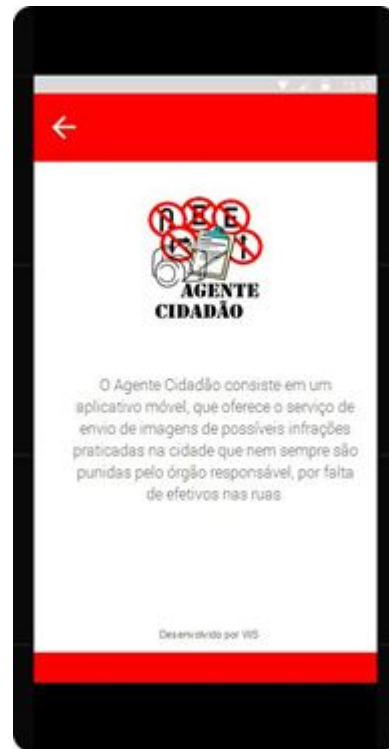 AGENTE
CIDADÃO
O Agente Cidadão consiste em um
aplicativo móvel, que oferece o serviço de
envio de imagens de possíveis infrações
praticadas na cidade que nem sempre são
punidas pelo órgão responsável, por falta
de efetivos nas ruas
Desenvolvido por WS